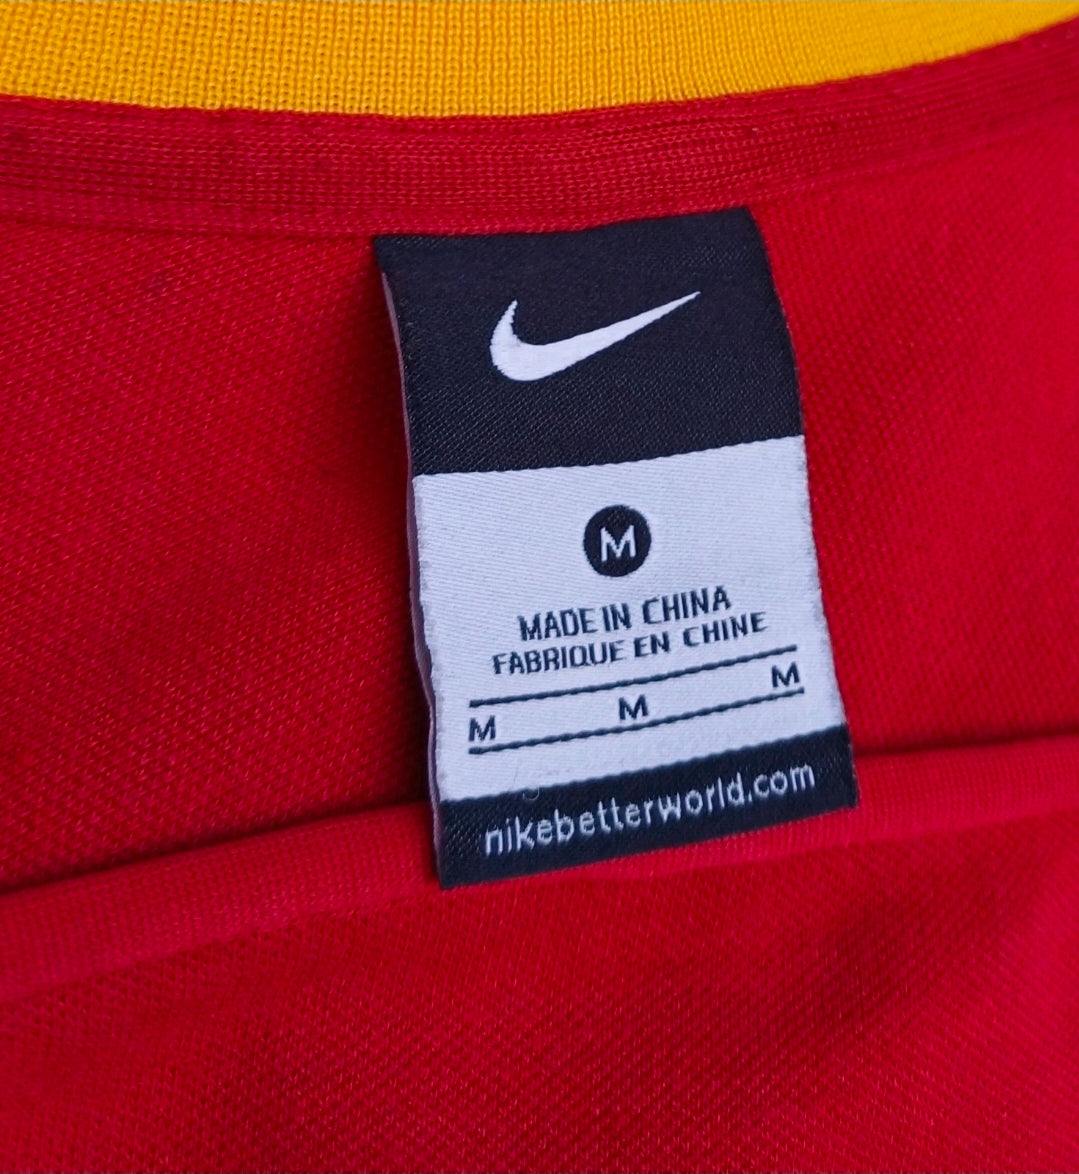 M
MADE IN CHINA
FABRIQUE EN CHINE
M M M
nikebetterworld.com